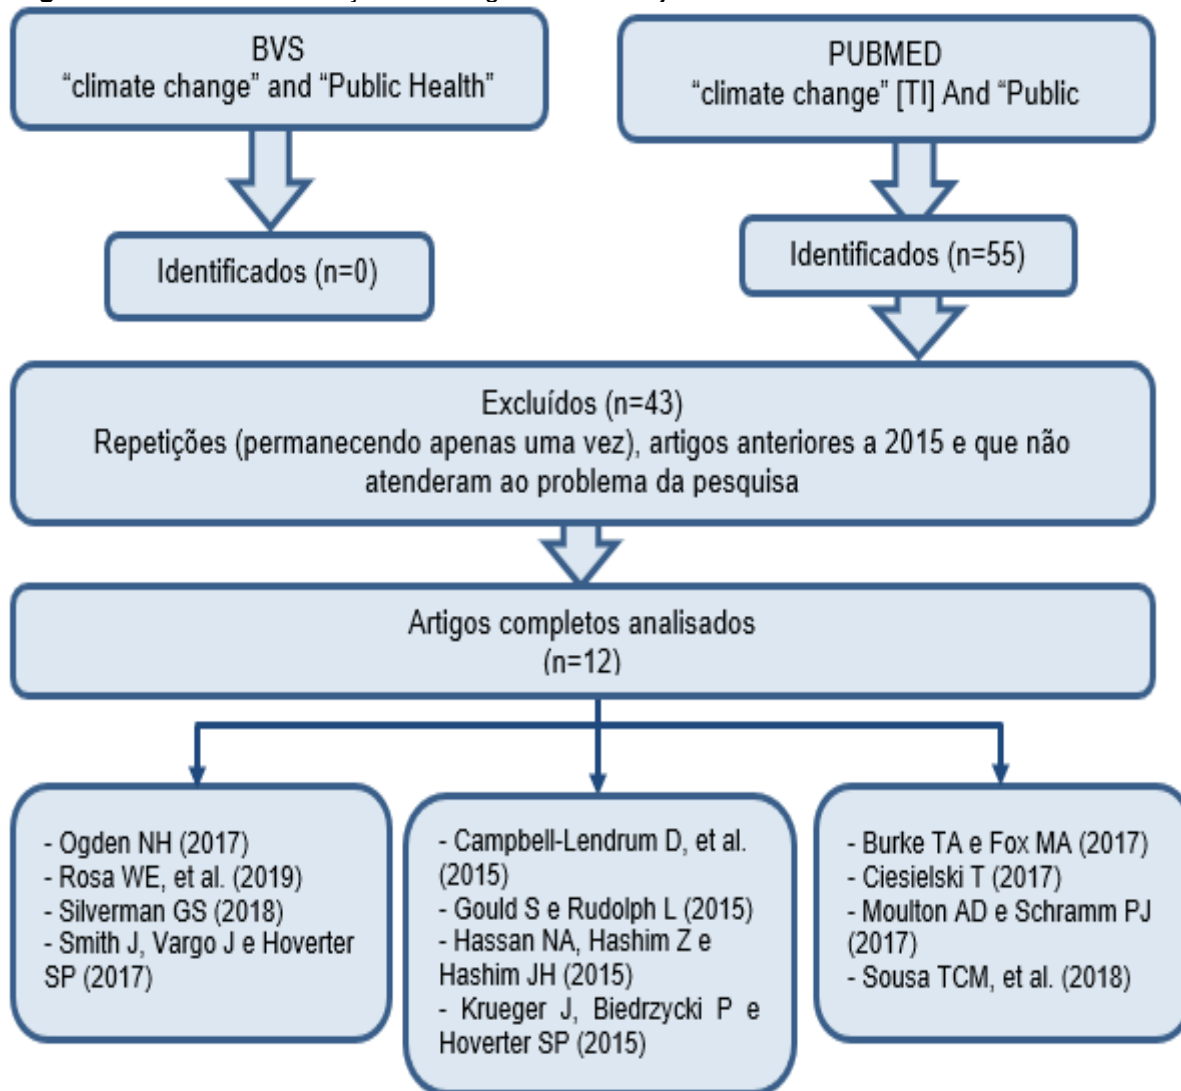 BVS
“climate change” and “Public Health”
PUBMED
“climate change” [TI] And “Public
Identificados (n=0)
Identificados (n=55)
Excluídos (n=43)
Repetições (permanecendo apenas uma vez), artigos anteriores a 2015 e que não
atenderam ao problema da pesquisa
Artigos completos analisados
(n=12)
- Ogden NH (2017)
- Rosa WE, et al. (2019)
- Silverman GS (2018)
- Smith J, Vargo J e Hoverter
SP (2017)
- Campbell-Lendrum D, et al.
(2015)
- Gould S e Rudolph L (2015)
- Hassan NA, Hashim Z e
Hashim JH (2015)
- Krueger J, Biedrzycki P e
Hoverter SP (2015)
- Burke TA e Fox MA (2017)
- Ciesielski T (2017)
- Moulton AD e Schramm PJ
(2017)
- Sousa TCM, et al. (2018)